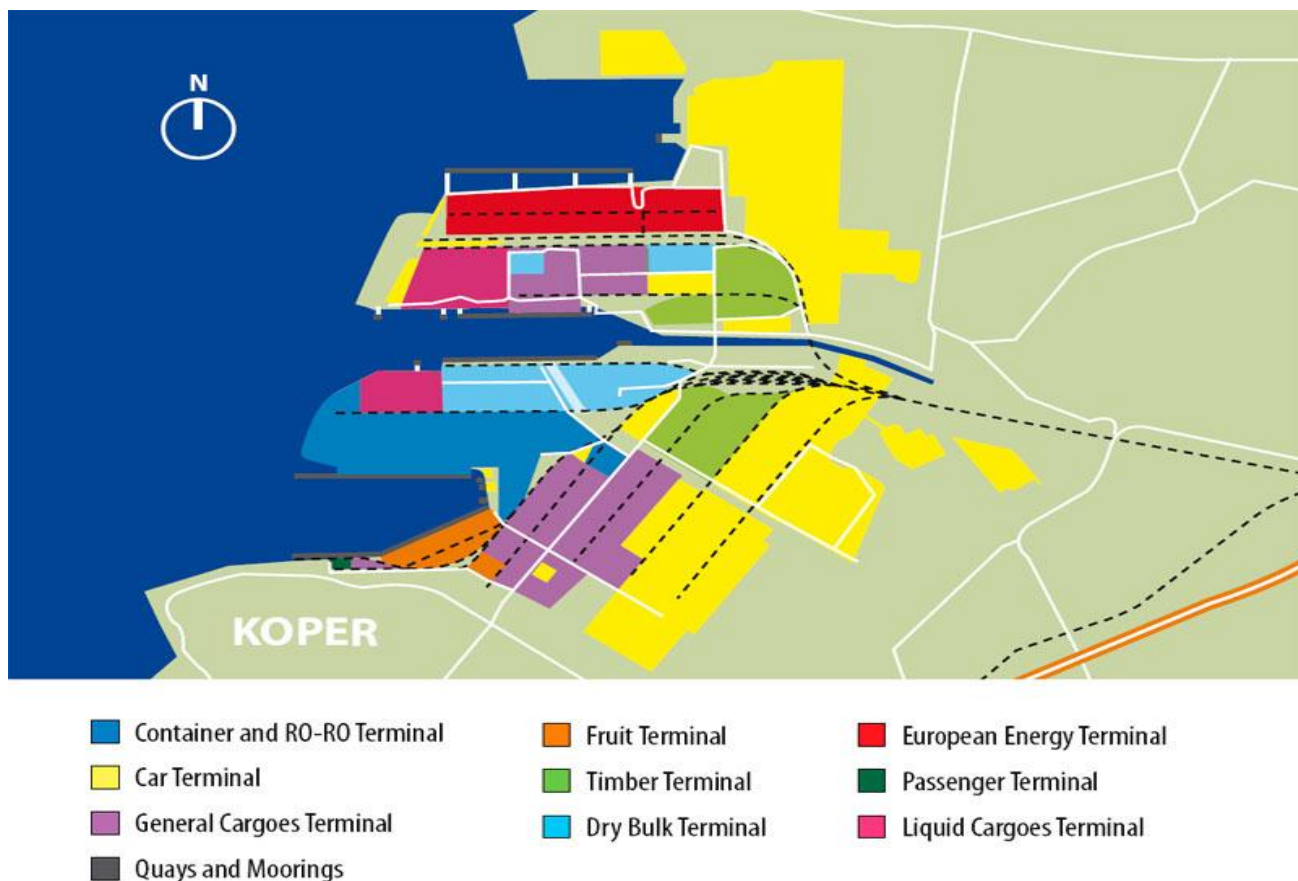 N
KOPER
Container and RO-RO Terminal
Car Terminal
General Cargoes Terminal
Quays and Moorings
Fruit Terminal
Timber Terminal
Dry Bulk Terminal
European Energy Terminal
Passenger Terminal
Liquid Cargoes Terminal